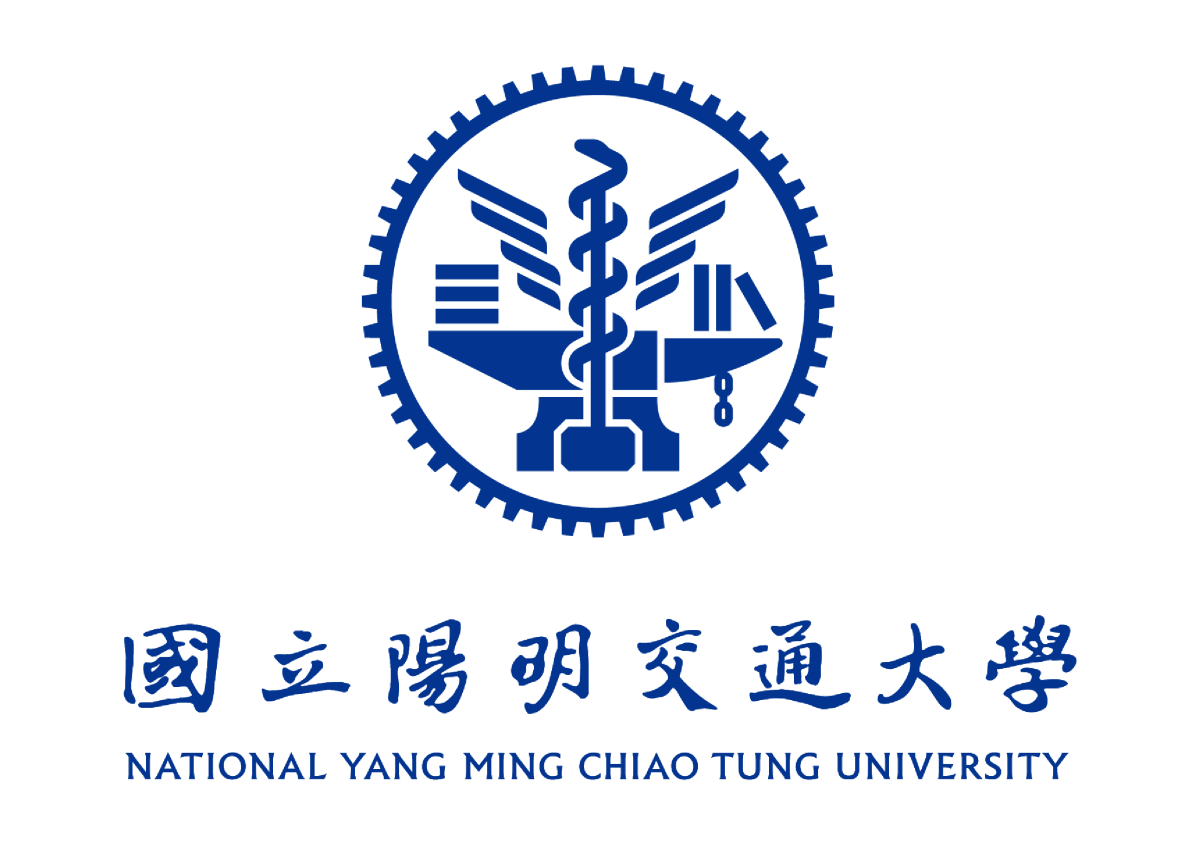 國立陽明交通大學
NATIONAL YANG MING CHIAO TUNG UNIVERSITY